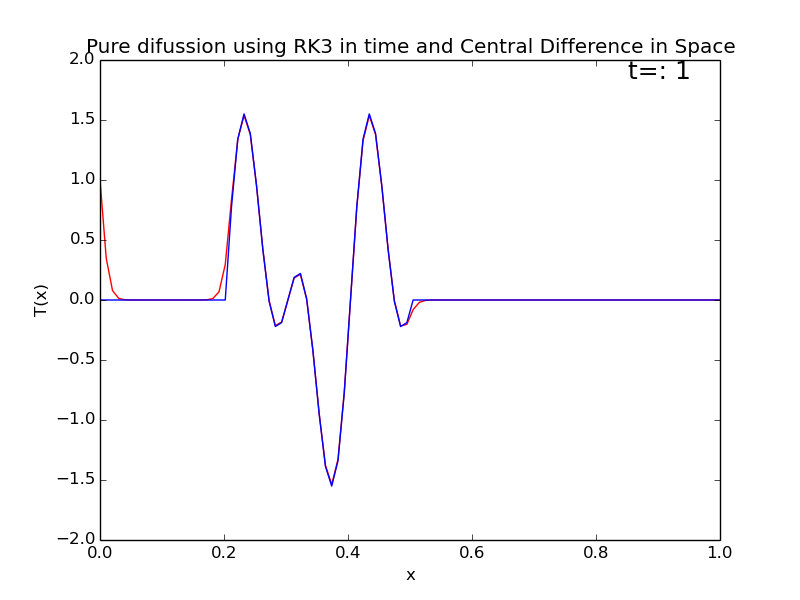 Pure difussion using RK3 in time and Central Difference in Space
t=: 1
2.0
1.5
1.0
0.5
0.0
−0.5
−1.0
−1.5
−2.0
T(x)
0.0 0.2 0.4 0.6 0.8 1.0
x